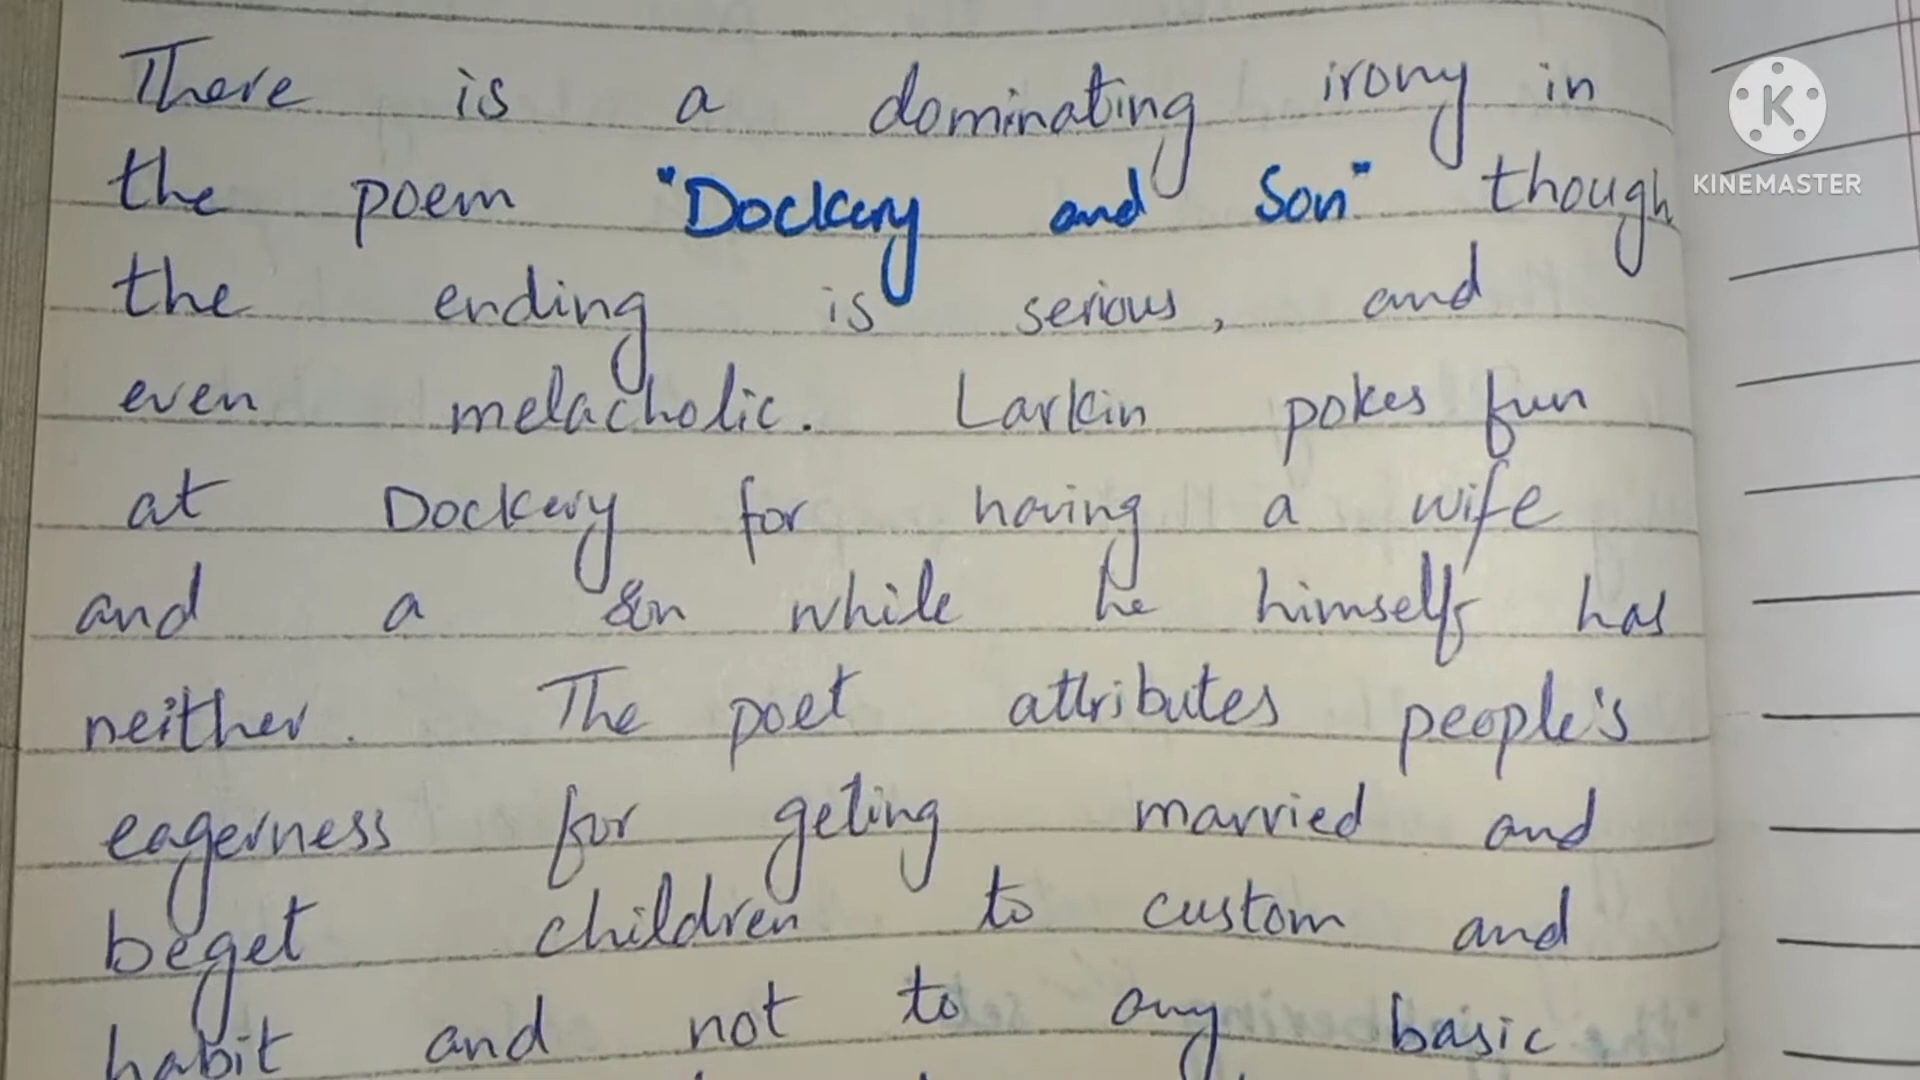 There is a dominating irony in
the poem "Dockery and Son" though
the ending is serious, and
even melacholic. Larkin pokes fun
at Dockery for having a wife
and a son while he himself has
neither. The poet attributes people's
eagerness for geting married and
beget children to custom and
habit and not to any basic
K
KINEMASTER